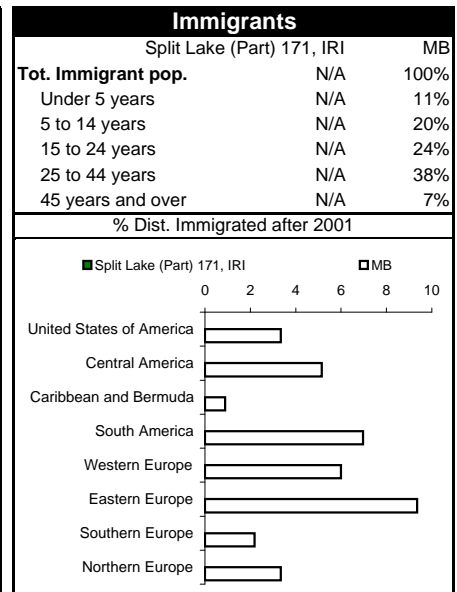 Immigrants
Split Lake (Part) 171, IRI MB
Tot. Immigrant pop. N/A 100%
Under 5 years N/A 11%
5 to 14 years N/A 20%
15 to 24 years N/A 24%
25 to 44 years N/A 38%
45 years and over N/A 7%
% Dist. Immigrated after 2001
Split Lake (Part) 171, IRI MB
0 2 4 6 8 10
United States of America
Central America
Caribbean and Bermuda
South America
Western Europe
Eastern Europe
Southern Europe
Northern Europe